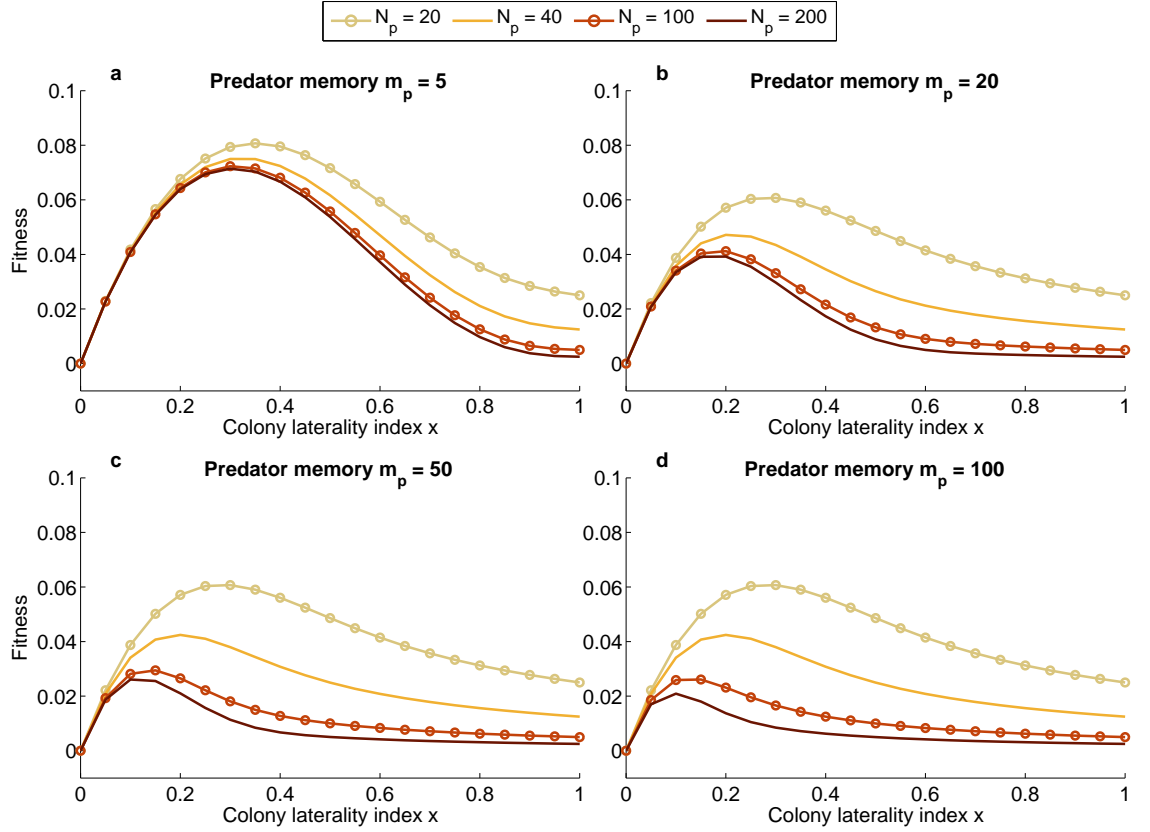 N_p = 20 N_p = 40 N_p = 100 N_p = 200
a
Predator memory m_p = 5
0.1
0.08
0.06
0.04
0.02
0
Fitness
0 0.2 0.4 0.6 0.8 1
Colony laterality index x
b
Predator memory m_p = 20
0.1
0.08
0.06
0.04
0.02
0
0 0.2 0.4 0.6 0.8 1
Colony laterality index x
c
Predator memory m_p = 50
0.1
0.08
0.06
0.04
0.02
0
Fitness
0 0.2 0.4 0.6 0.8 1
Colony laterality index x
d
Predator memory m_p = 100
0.1
0.08
0.06
0.04
0.02
0
0 0.2 0.4 0.6 0.8 1
Colony laterality index x